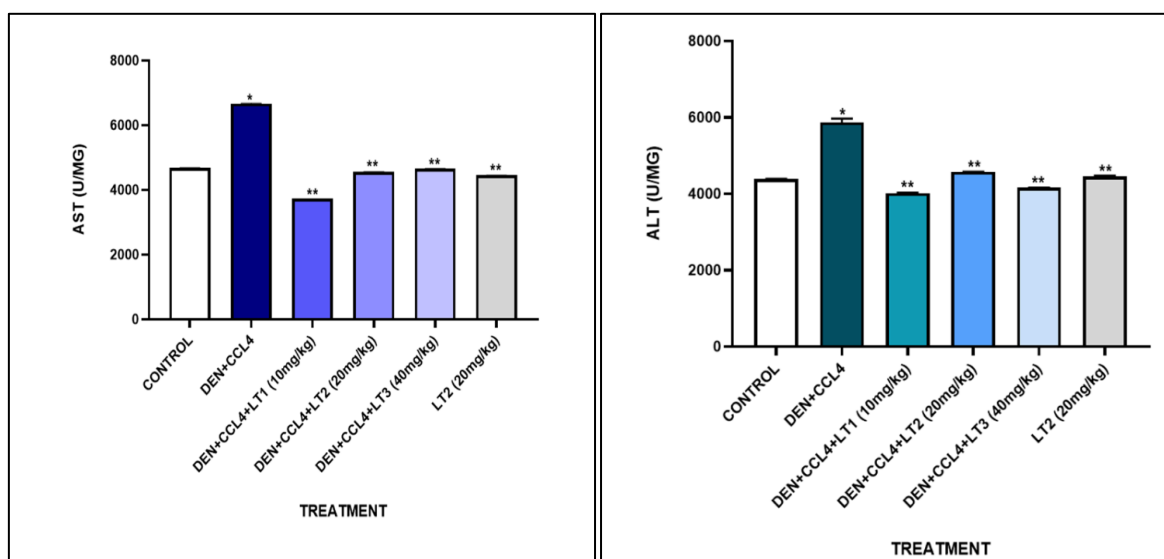 8000
6000
4000
2000
0
AST (U/MG)
*
**
**
**
**
CONTROL
DEN+CCL4
DEN+CCL4+LT1 (10mg/kg)
DEN+CCL4+LT2 (20mg/kg)
DEN+CCL4+LT3 (40mg/kg)
LT2 (20mg/kg)
TREATMENT
8000
6000
4000
2000
0
ALT (U/MG)
*
**
**
**
**
CONTROL
DEN+CCL4
DEN+CCL4+LT1 (10mg/kg)
DEN+CCL4+LT2 (20mg/kg)
DEN+CCL4+LT3 (40mg/kg)
LT2 (20mg/kg)
TREATMENT